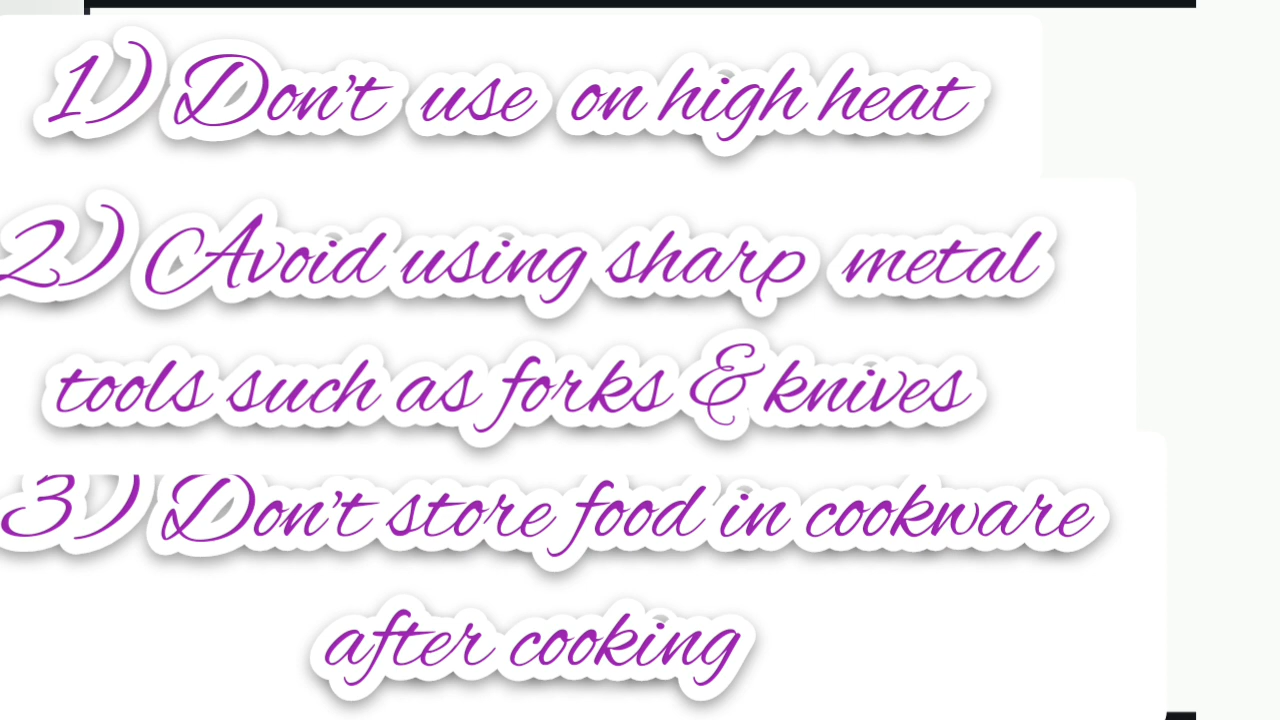 1) Don't use on high heat
2) Avoid using sharp metal
tools such as forks & knives
3) Don't store food in cookware
after cooking